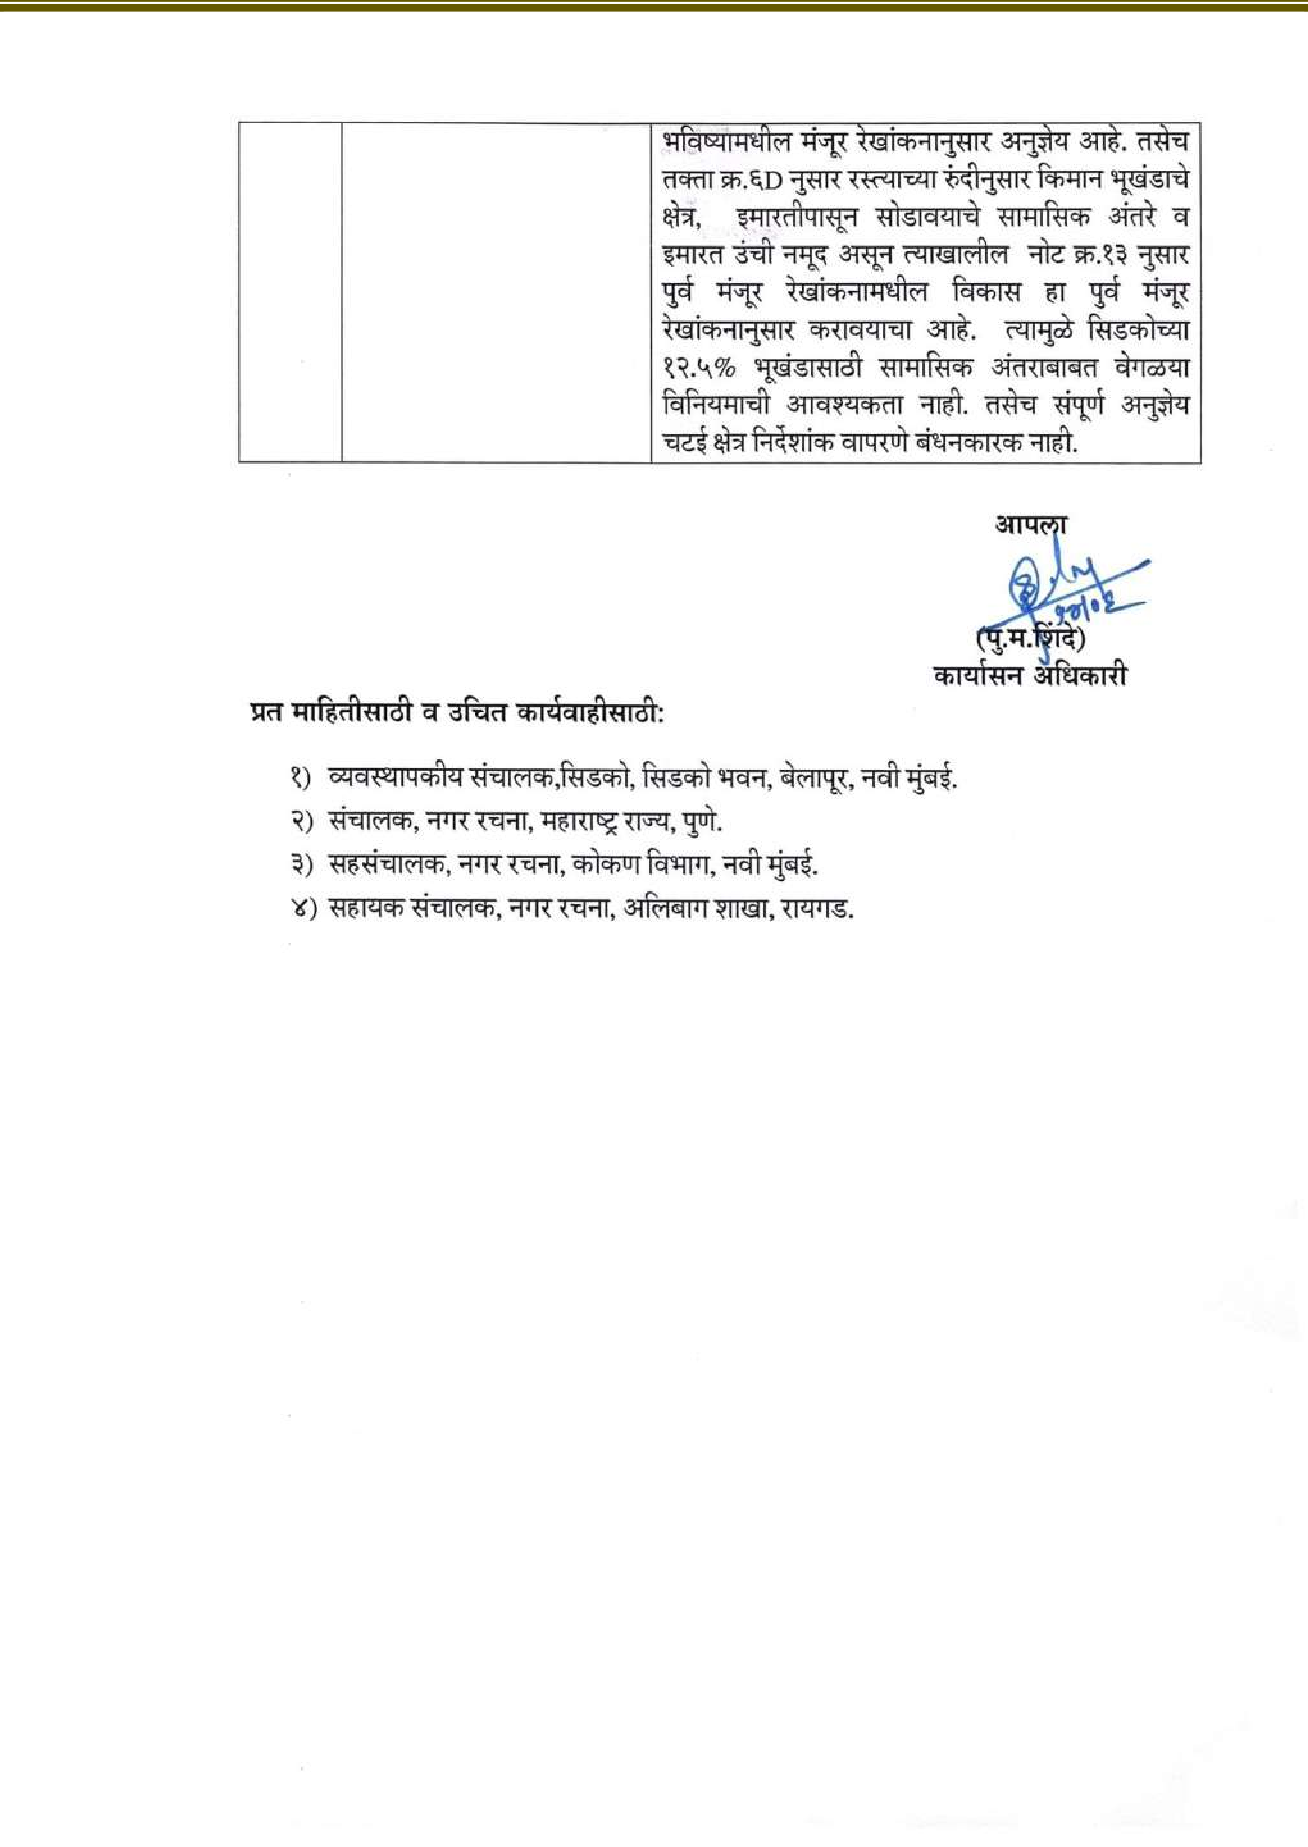 भविष्यामधील मंजूर रेखांकनानुसार अनुज्ञेय आहे. तसेच
तक्ता क्र.६D नुसार रस्त्याच्या रुंदीनुसार किमान भूखंडाचे
क्षेत्र, इमारतीपासून सोडावयाचे सामासिक अंतरे व
इमारत उंची नमूद असून त्याखालील नोट क्र.१३ नुसार
पुर्व मंजूर रेखांकनामधील विकास हा पुर्व मंजूर
रेखांकनानुसार करावयाचा आहे. त्यामुळे सिडकोच्या
१२.५% भूखंडासाठी सामासिक अंतराबाबत वेगळया
विनियमाची आवश्यकता नाही. तसेच संपूर्ण अनुज्ञेय
चटई क्षेत्र निर्देशांक वापरणे बंधनकारक नाही.
आपला
(पु.म.शिंदे)
कार्यासन अधिकारी
प्रत माहितीसाठी व उचित कार्यवाहीसाठी:
१) व्यवस्थापकीय संचालक,सिडको, सिडको भवन, बेलापूर, नवी मुंबई.
२) संचालक, नगर रचना, महाराष्ट्र राज्य, पुणे.
३) सहसंचालक, नगर रचना, कोकण विभाग, नवी मुंबई.
४) सहायक संचालक, नगर रचना, अलिबाग शाखा, रायगड.